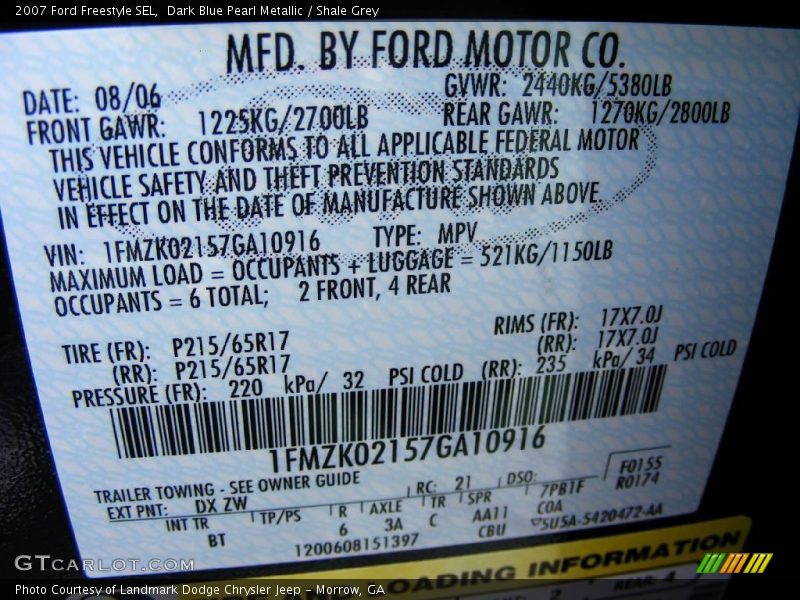 2007 Ford Freestyle SEL,  Dark Blue Pearl Metallic / Shale Grey
MFD. BY FORD MOTOR CO.
DATE: 08/06 GVWR: 2440KG/5380LB
FRONT GAWR: 1225KG/2700LB REAR GAWR: 1270KG/2800LB
THIS VEHICLE CONFORMS TO ALL APPLICABLE FEDERAL MOTOR
VEHICLE SAFETY AND THEFT PREVENTION STANDARDS
IN EFFECT ON THE DATE OF MANUFACTURE SHOWN ABOVE.
VIN: 1FMZK02157GA10916 TYPE: MPV
MAXIMUM LOAD = OCCUPANTS + LUGGAGE = 521KG/1150LB
OCCUPANTS = 6 TOTAL; 2 FRONT, 4 REAR
TIRE (FR): P215/65R17 RIMS (FR): 17X7.0J
(RR): P215/65R17 (RR): 17X7.0J
PRESSURE (FR): 220 kPa/ 32 PSI COLD (RR): 235 kPa/ 34 PSI COLD
1FMZK02157GA10916
TRAILER TOWING - SEE OWNER GUIDE
EXT PNT: DX ZW RC: 21 DSO: F0155
R0174
INT TR TP/PS R AXLE TR SPR 7PB1F
BT 6 3A C AA11 COA
1200608151397 CBU 5U5A-5420472-AA
LOADING INFORMATION
REAR: 4
2
GTCARLOT.COM
Photo Courtesy of Landmark Dodge Chrysler Jeep - Morrow, GA